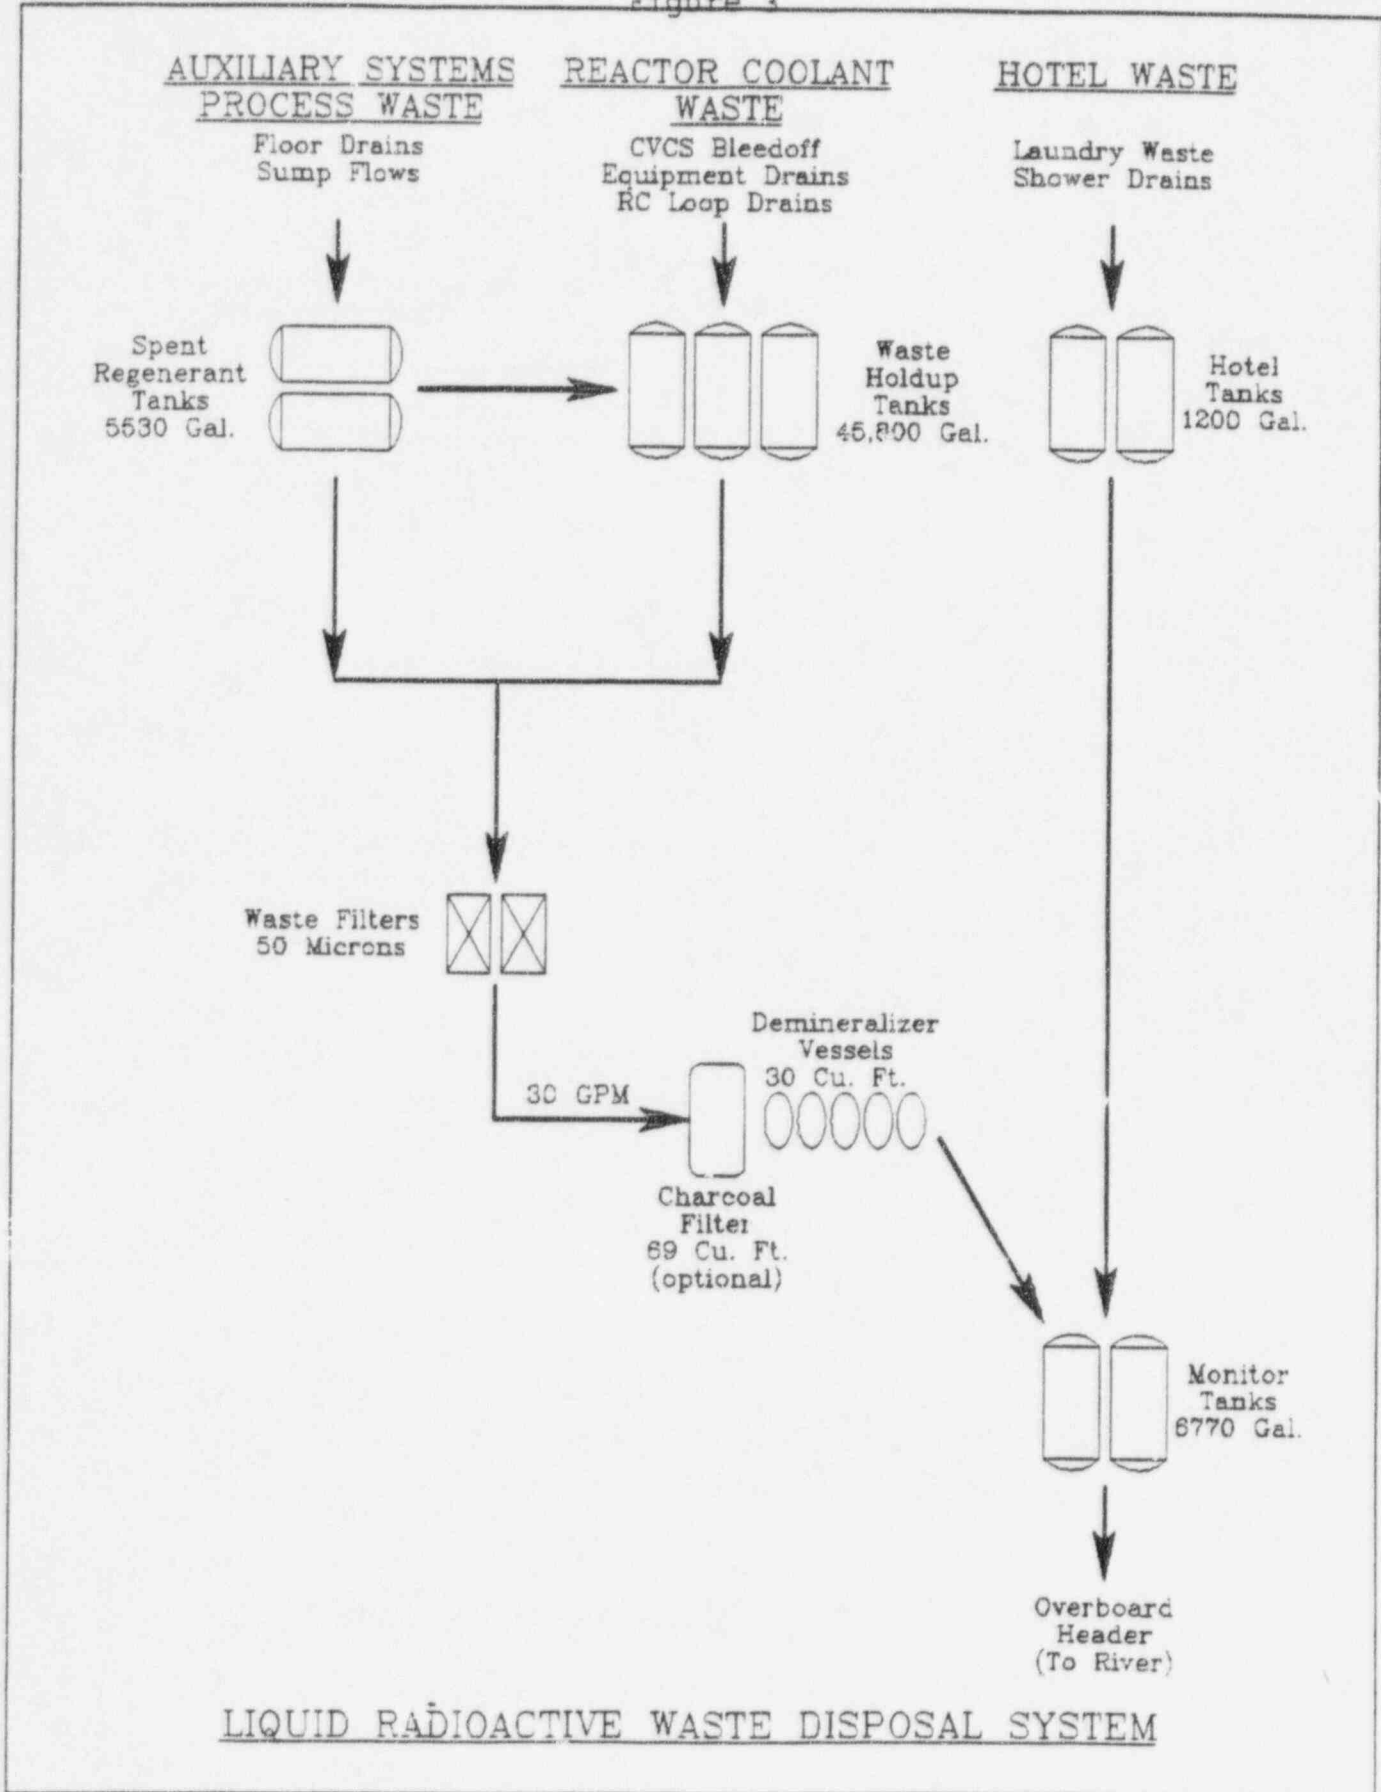 Figure 3
AUXILIARY SYSTEMS
PROCESS WASTE
Floor Drains
Sump Flows
REACTOR COOLANT
WASTE
CVCS Bleedoff
Equipment Drains
RC Loop Drains
HOTEL WASTE
Laundry Waste
Shower Drains
Spent
Regenerant
Tanks
5530 Gal.
Waste
Holdup
Tanks
45,800 Gal.
Hotel
Tanks
1200 Gal.
Waste Filters
50 Microns
30 GPM
Demineralizer
Vessels
30 Cu. Ft.
Charcoal
Filter
69 Cu. Ft.
(optional)
Monitor
Tanks
6770 Gal.
Overboard
Header
(To River)
LIQUID RADIOACTIVE WASTE DISPOSAL SYSTEM